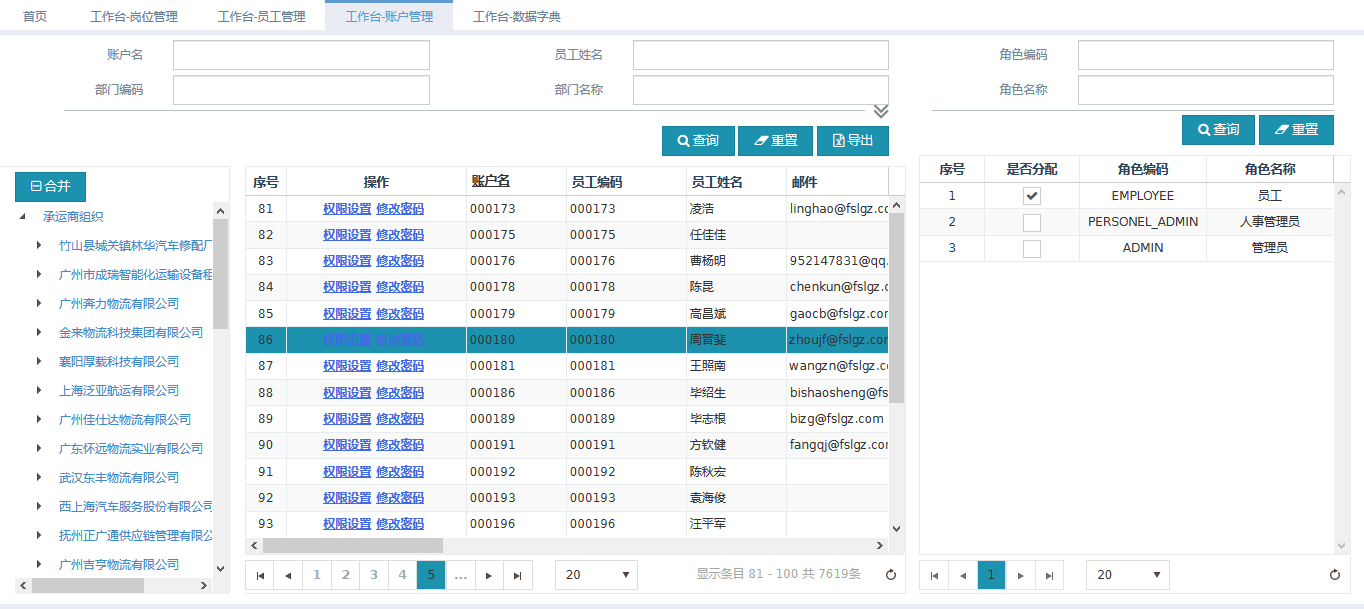 首页 工作台-岗位管理 工作台-员工管理 工作台-账户管理 工作台-数据字典
账户名 员工姓名 角色编码
部门编码 部门名称 角色名称
查询 重置 导出 查询 重置
合并
承运商组织
竹山县城关镇林华汽车修配厂
广州市成瑞智能化运输设备租
广州奔力物流有限公司
金来物流科技集团有限公司
襄阳厚载科技有限公司
上海泛亚航运有限公司
广州佳仕达物流有限公司
广东怀远物流实业有限公司
武汉东丰物流有限公司
西上海汽车服务股份有限公司
抚州正广通供应链管理有限公
广州吉亨物流有限公司
序号 操作 账户名 员工编码 员工姓名 邮件
81 权限设置 修改密码 000173 000173 凌浩 linghao@fslgz.co
82 权限设置 修改密码 000175 000175 任佳佳
83 权限设置 修改密码 000176 000176 曹杨明 952147831@qq.
84 权限设置 修改密码 000178 000178 陈昆 chenkun@fslgz.c
85 权限设置 修改密码 000179 000179 高昌斌 gaocb@fslgz.con
86 权限设置 修改密码 000180 000180 zhoujf@fslgz.con
87 权限设置 修改密码 000181 000181 王照南 wangzn@fslgz.c
88 权限设置 修改密码 000186 000186 毕绍生 bishaosheng@fs
89 权限设置 修改密码 000189 000189 毕志根 bizg@fslgz.com
90 权限设置 修改密码 000191 000191 方钦健 fangqj@fslgz.con
91 权限设置 修改密码 000192 000192 陈秋宏
92 权限设置 修改密码 000193 000193 袁海俊
93 权限设置 修改密码 000196 000196 汪平军
1 2 3 4 5 ... 20 显示条目 81 - 100 共 7619条
序号 是否分配 角色编码 角色名称
1 EMPLOYEE 员工
2 PERSONEL_ADMIN 人事管理员
3 ADMIN 管理员
1 20